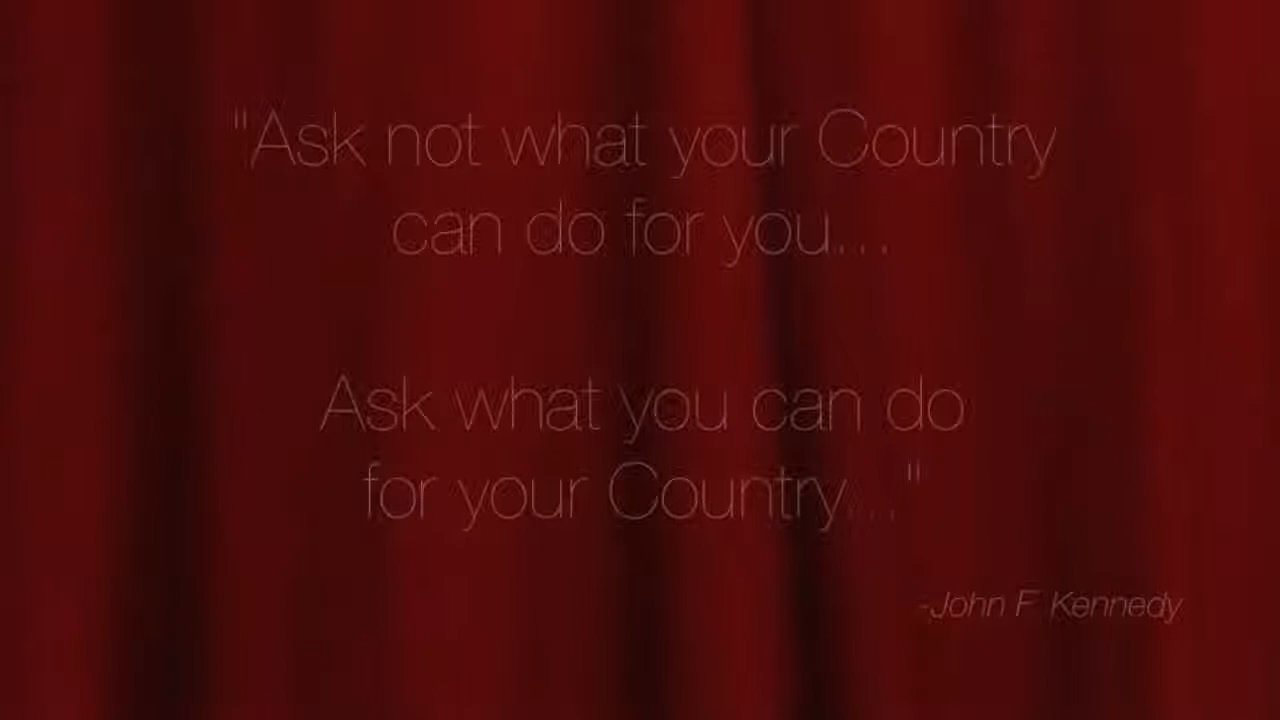 "Ask not what your Country
can do for you...
Ask what you can do
for your Country..."
-John F. Kennedy